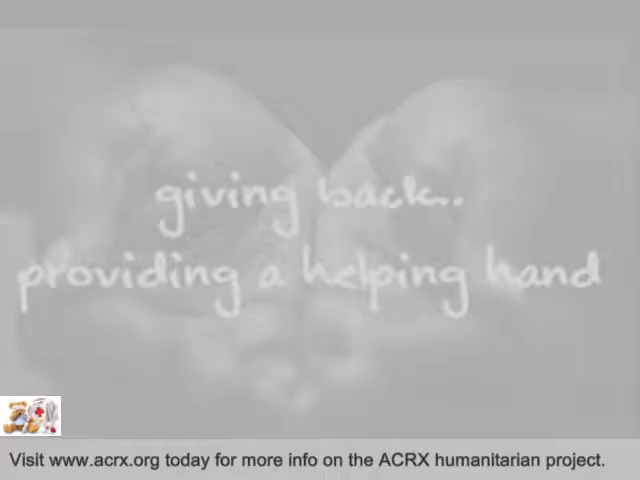 giving back..
providing a helping hand
Visit www.acrx.org today for more info on the ACRX humanitarian project.